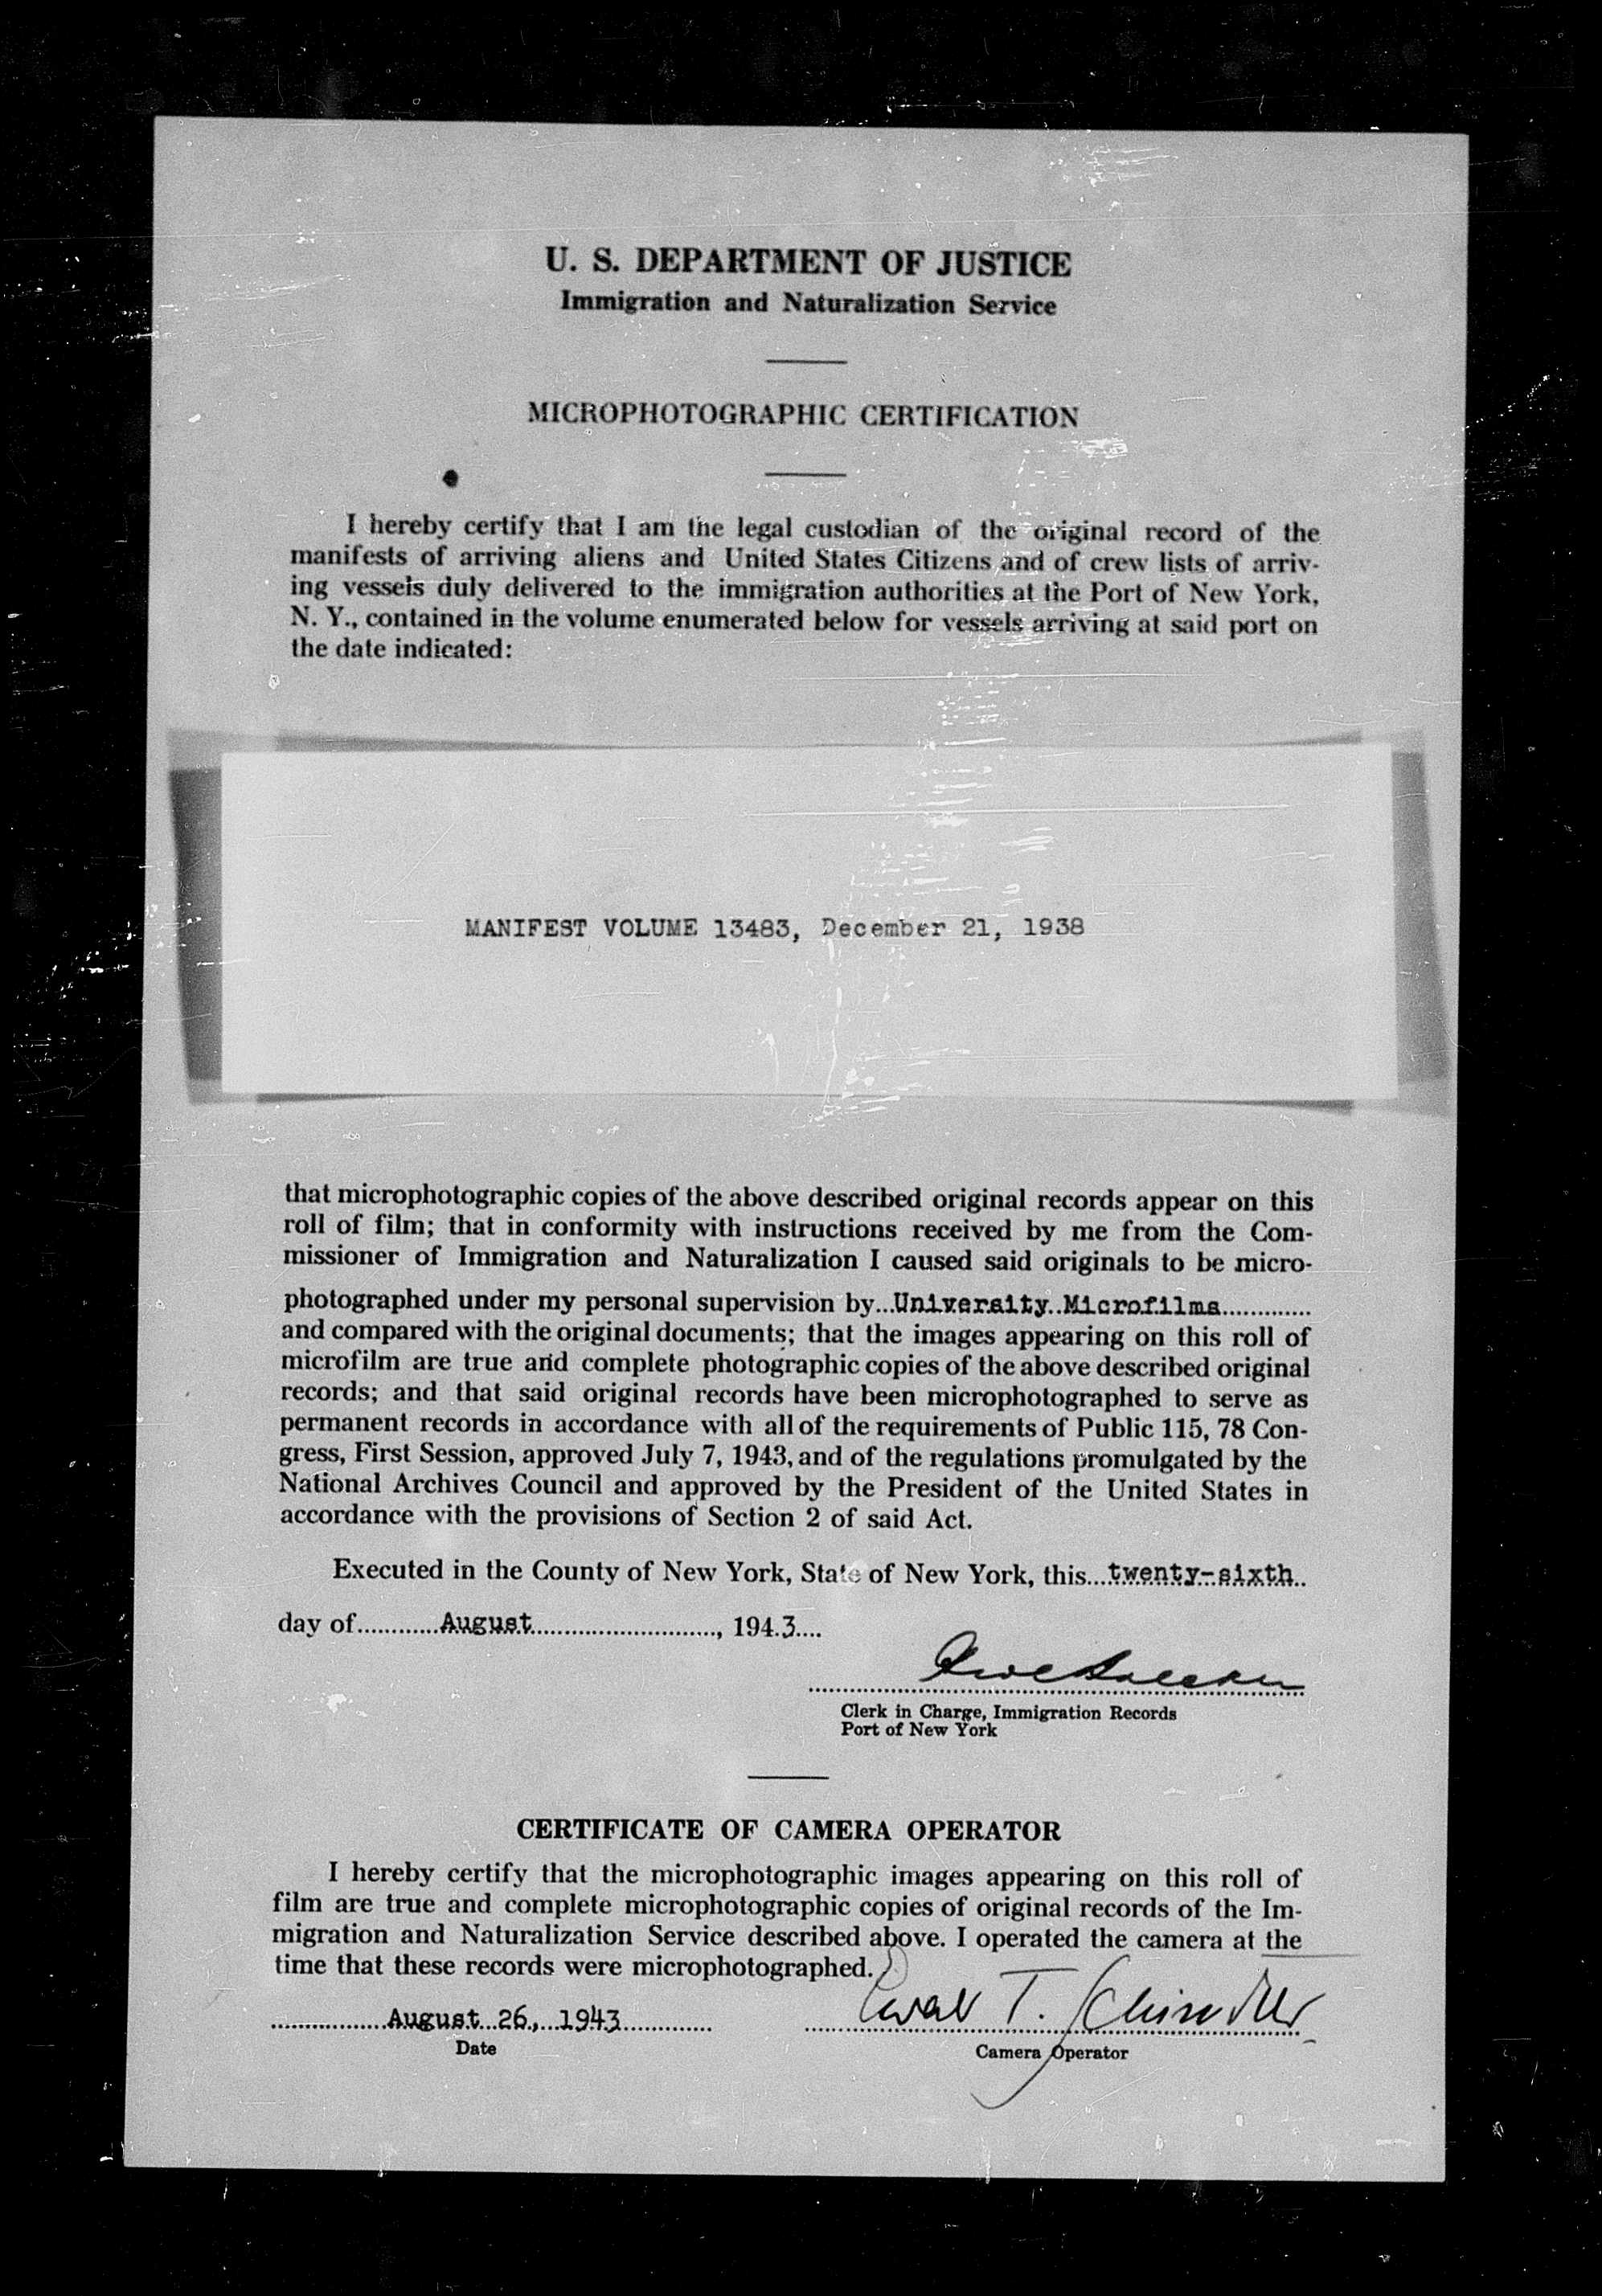 U. S. DEPARTMENT OF JUSTICE
Immigration and Naturalization Service
MICROPHOTOGRAPHIC CERTIFICATION
I hereby certify that I am the legal custodian of the original record of the
manifests of arriving aliens and United States Citizens and of crew lists of arriv-
ing vessels duly delivered to the immigration authorities at the Port of New York,
N. Y., contained in the volume enumerated below for vessels arriving at said port on
the date indicated:
MANIFEST VOLUME 13483, December 21, 1938
that microphotographic copies of the above described original records appear on this
roll of film; that in conformity with instructions received by me from the Com-
missioner of Immigration and Naturalization I caused said originals to be micro-
photographed under my personal supervision by...University Microfilms.............
and compared with the original documents; that the images appearing on this roll of
microfilm are true and complete photographic copies of the above described original
records; and that said original records have been microphotographed to serve as
permanent records in accordance with all of the requirements of Public 115, 78 Con-
gress, First Session, approved July 7, 1943, and of the regulations promulgated by the
National Archives Council and approved by the President of the United States in
accordance with the provisions of Section 2 of said Act.
Executed in the County of New York, State of New York, this...twenty-sixth..
day of............August............................, 194.3....
Clerk in Charge, Immigration Records
Port of New York
CERTIFICATE OF CAMERA OPERATOR
I hereby certify that the microphotographic images appearing on this roll of
film are true and complete microphotographic copies of original records of the Im-
migration and Naturalization Service described above. I operated the camera at the
time that these records were microphotographed.
August 26, 1943
T. Schindler
Date
Camera Operator